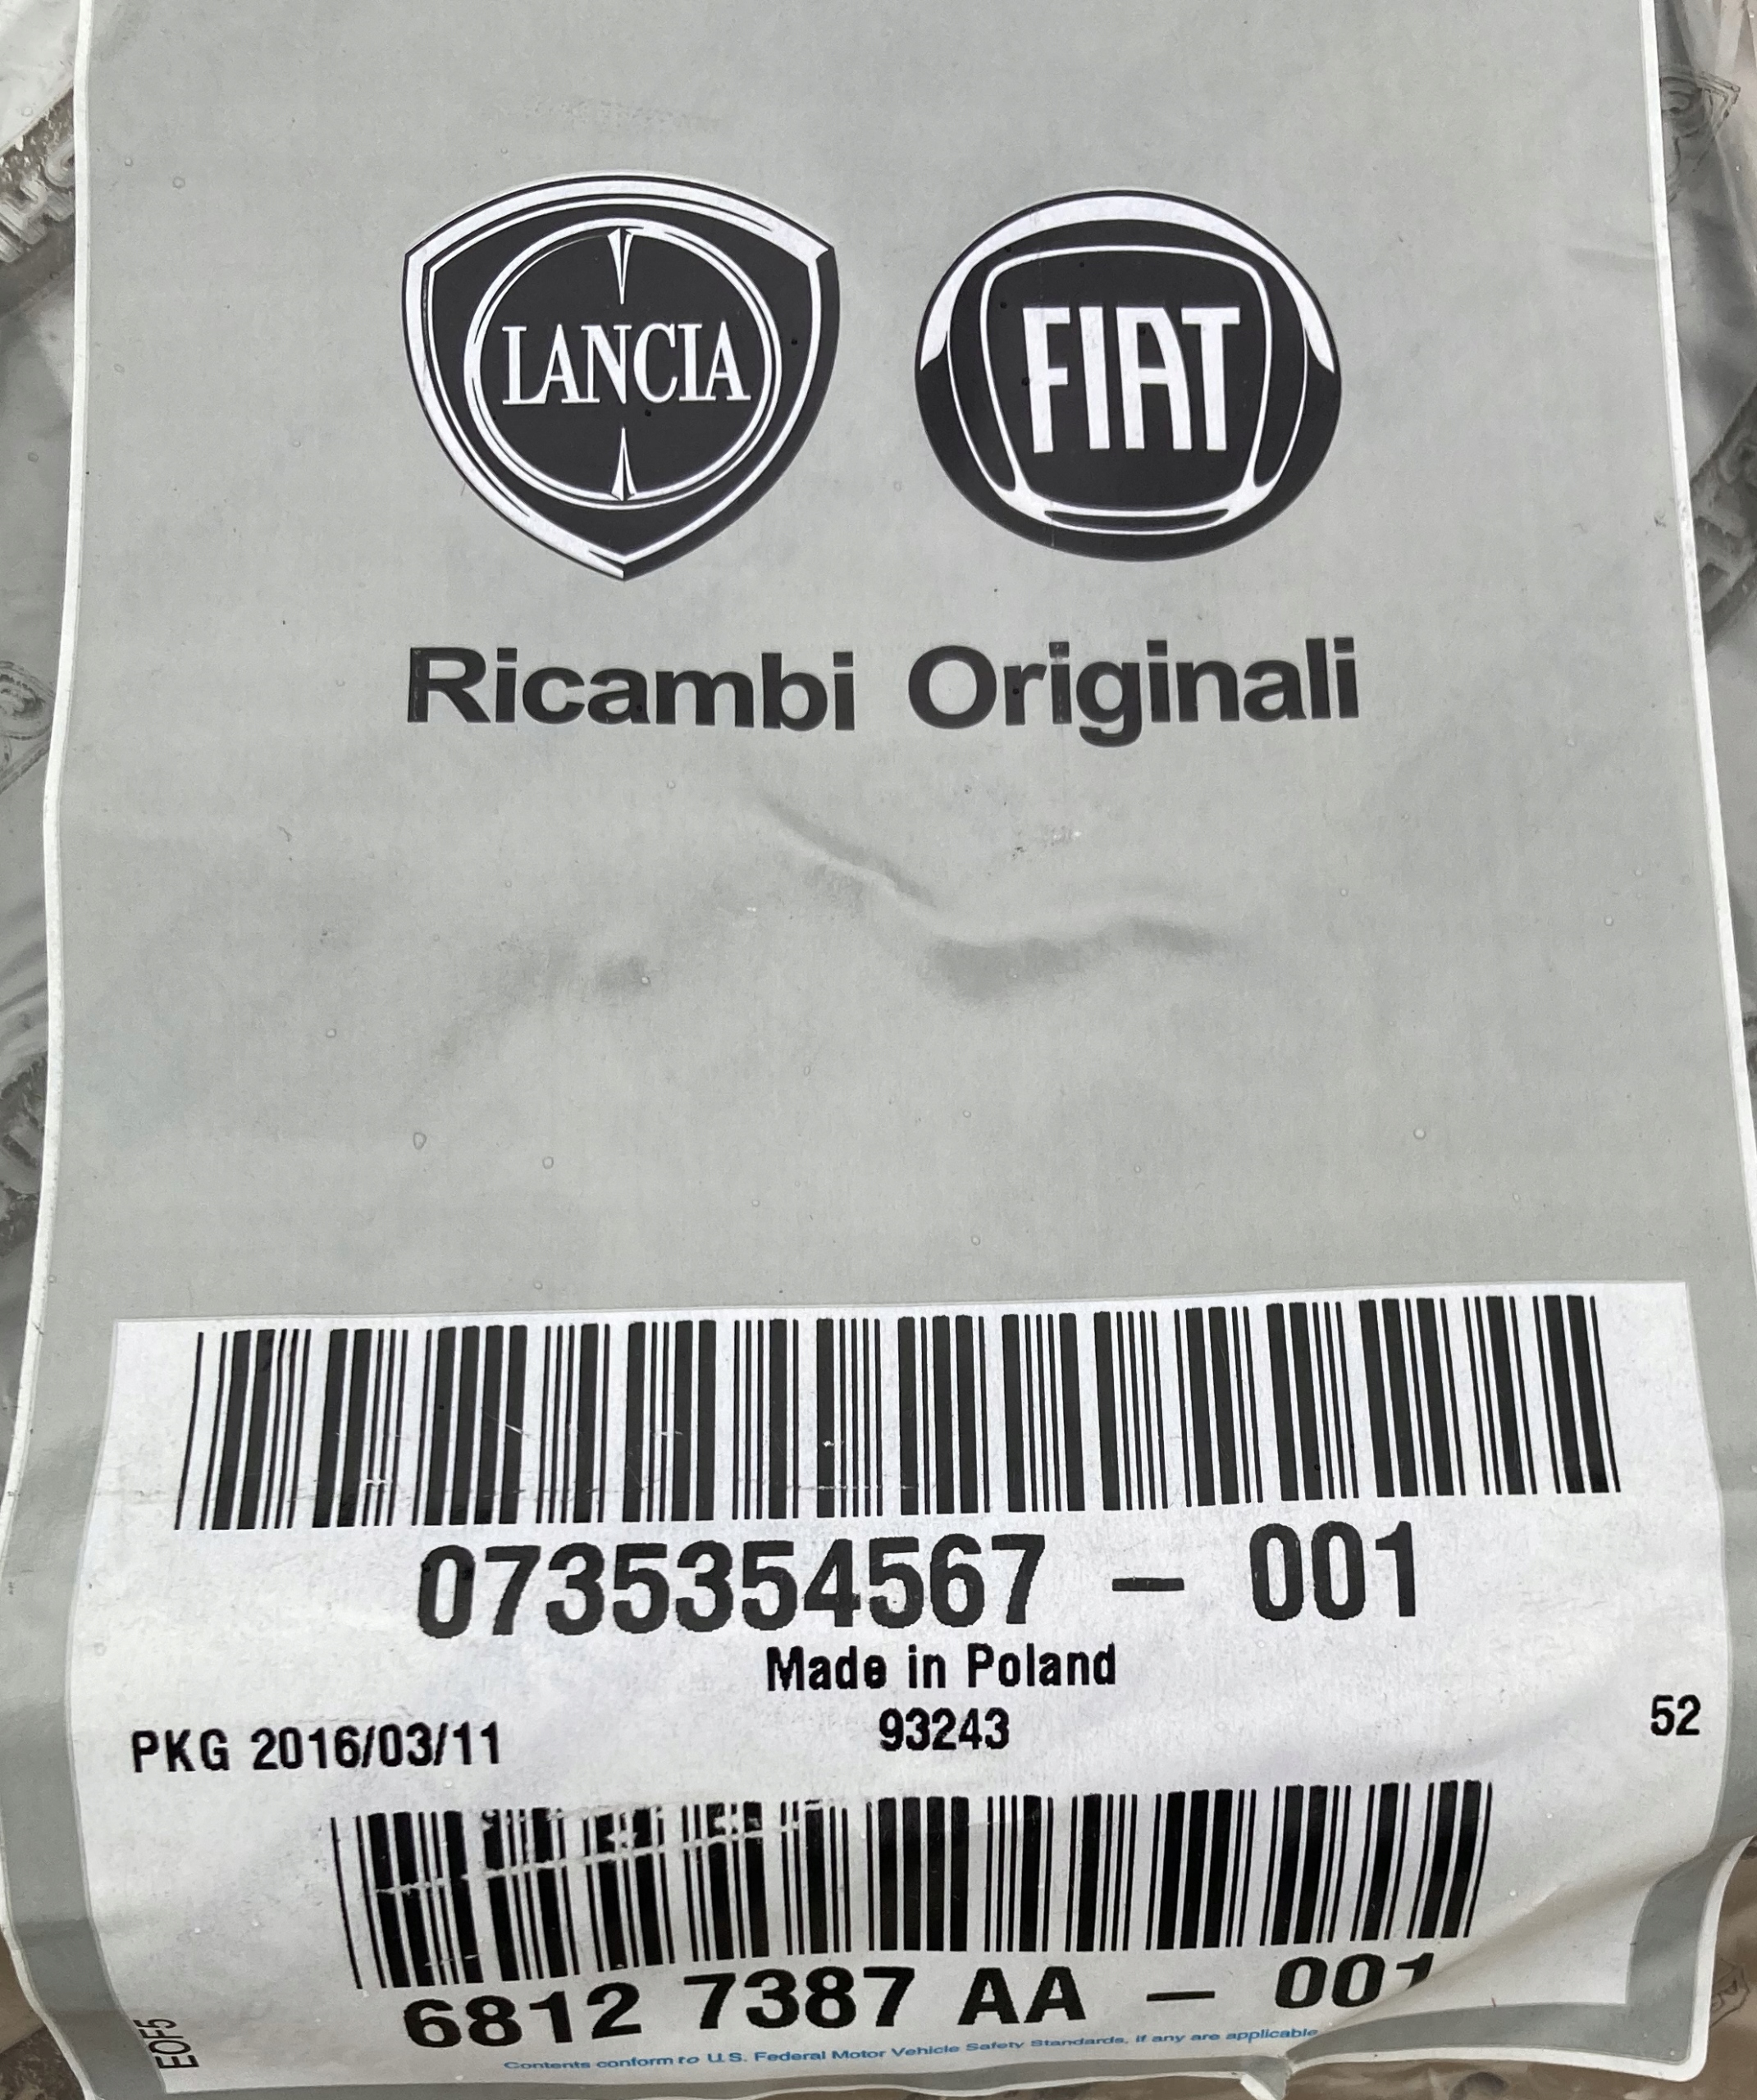 LANCIA FIAT
Ricambi Originali
0735354567 – 001
Made in Poland
PKG 2016/03/11 93243 52
6812 7387 AA – 001
EOF5
Contents conform to U.S. Federal Motor Vehicle Safety Standards, if any are applicable